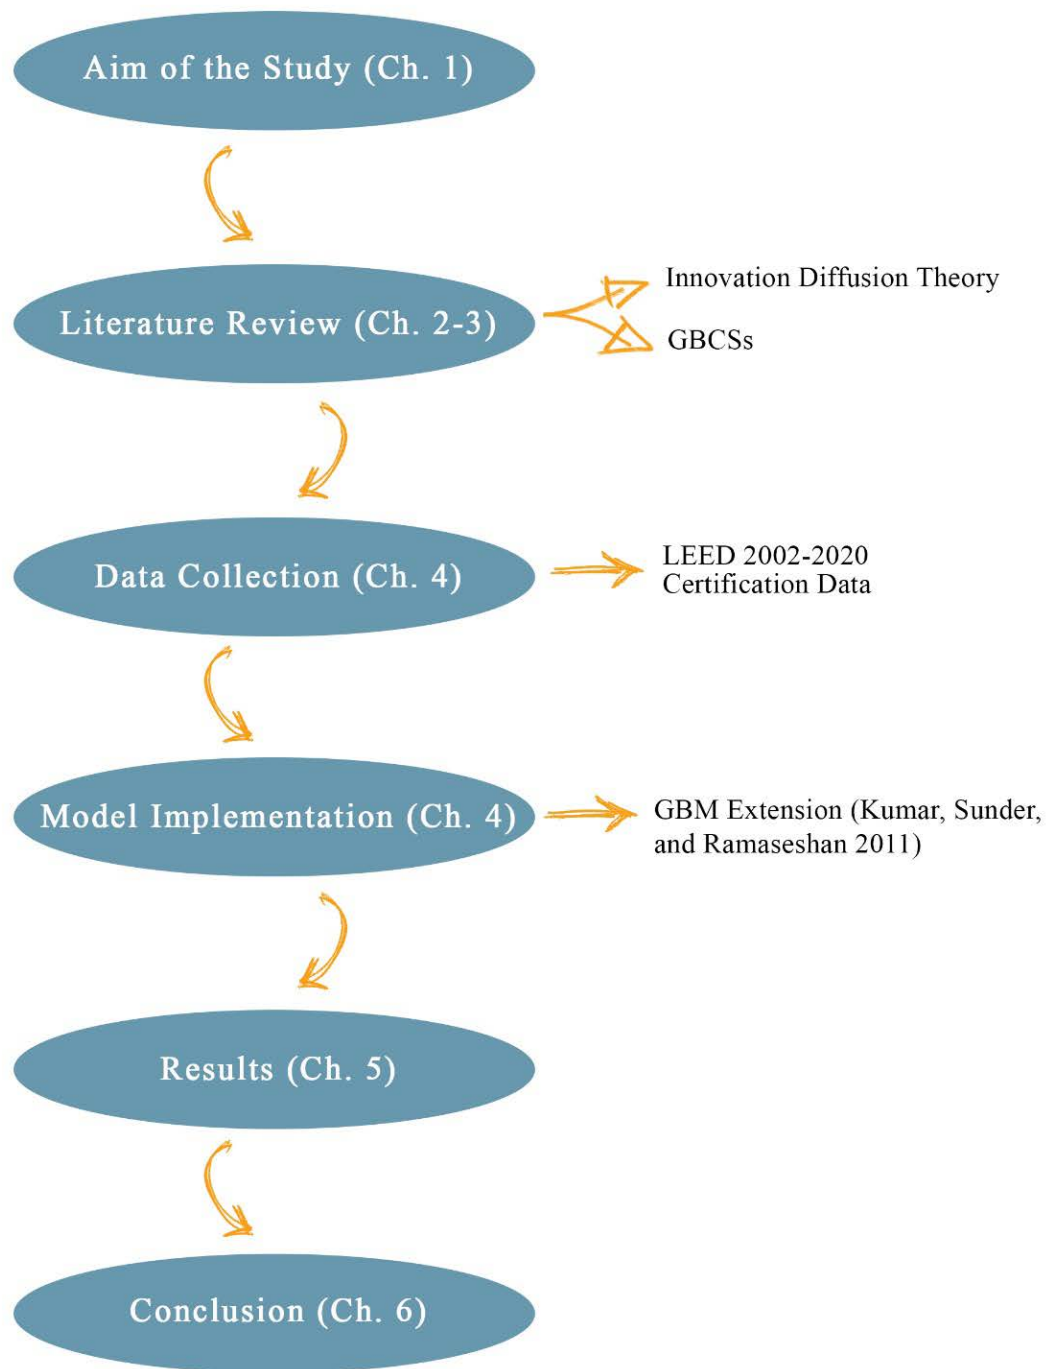 Aim of the Study (Ch. 1)
Literature Review (Ch. 2-3)
Innovation Diffusion Theory
GBCSs
Data Collection (Ch. 4)
LEED 2002-2020
Certification Data
Model Implementation (Ch. 4)
GBM Extension (Kumar, Sunder,
and Ramaseshan 2011)
Results (Ch. 5)
Conclusion (Ch. 6)